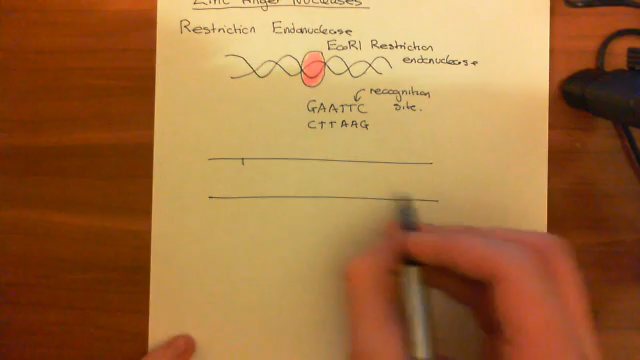 Zinc finger Nucleases
Restriction Endonuclease
EcoRI Restriction
endonuclease
recognition
GAATTC site.
CTTAAG